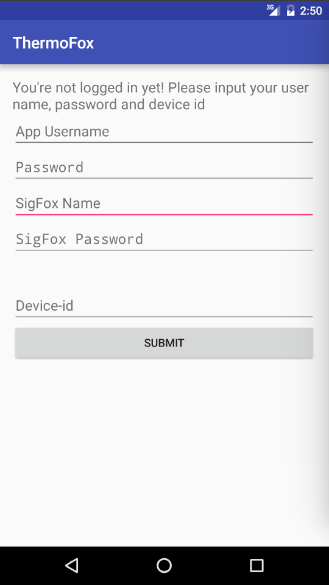 3G 2:50
ThermoFox
You're not logged in yet! Please input your user
name, password and device id
App Username
Password
SigFox Name
SigFox Password
Device-id
SUBMIT